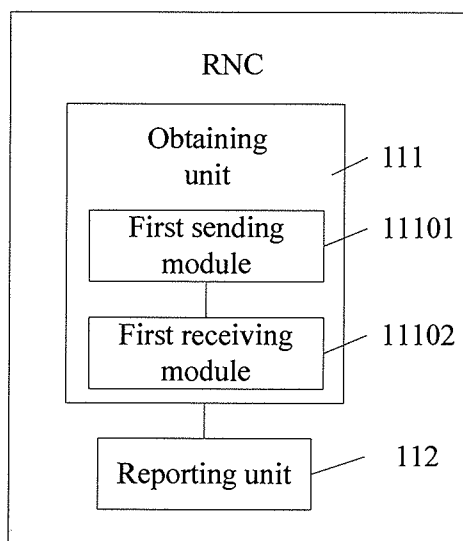 RNC
Obtaining
unit
111
First sending
module
11101
First receiving
module
11102
Reporting unit
112